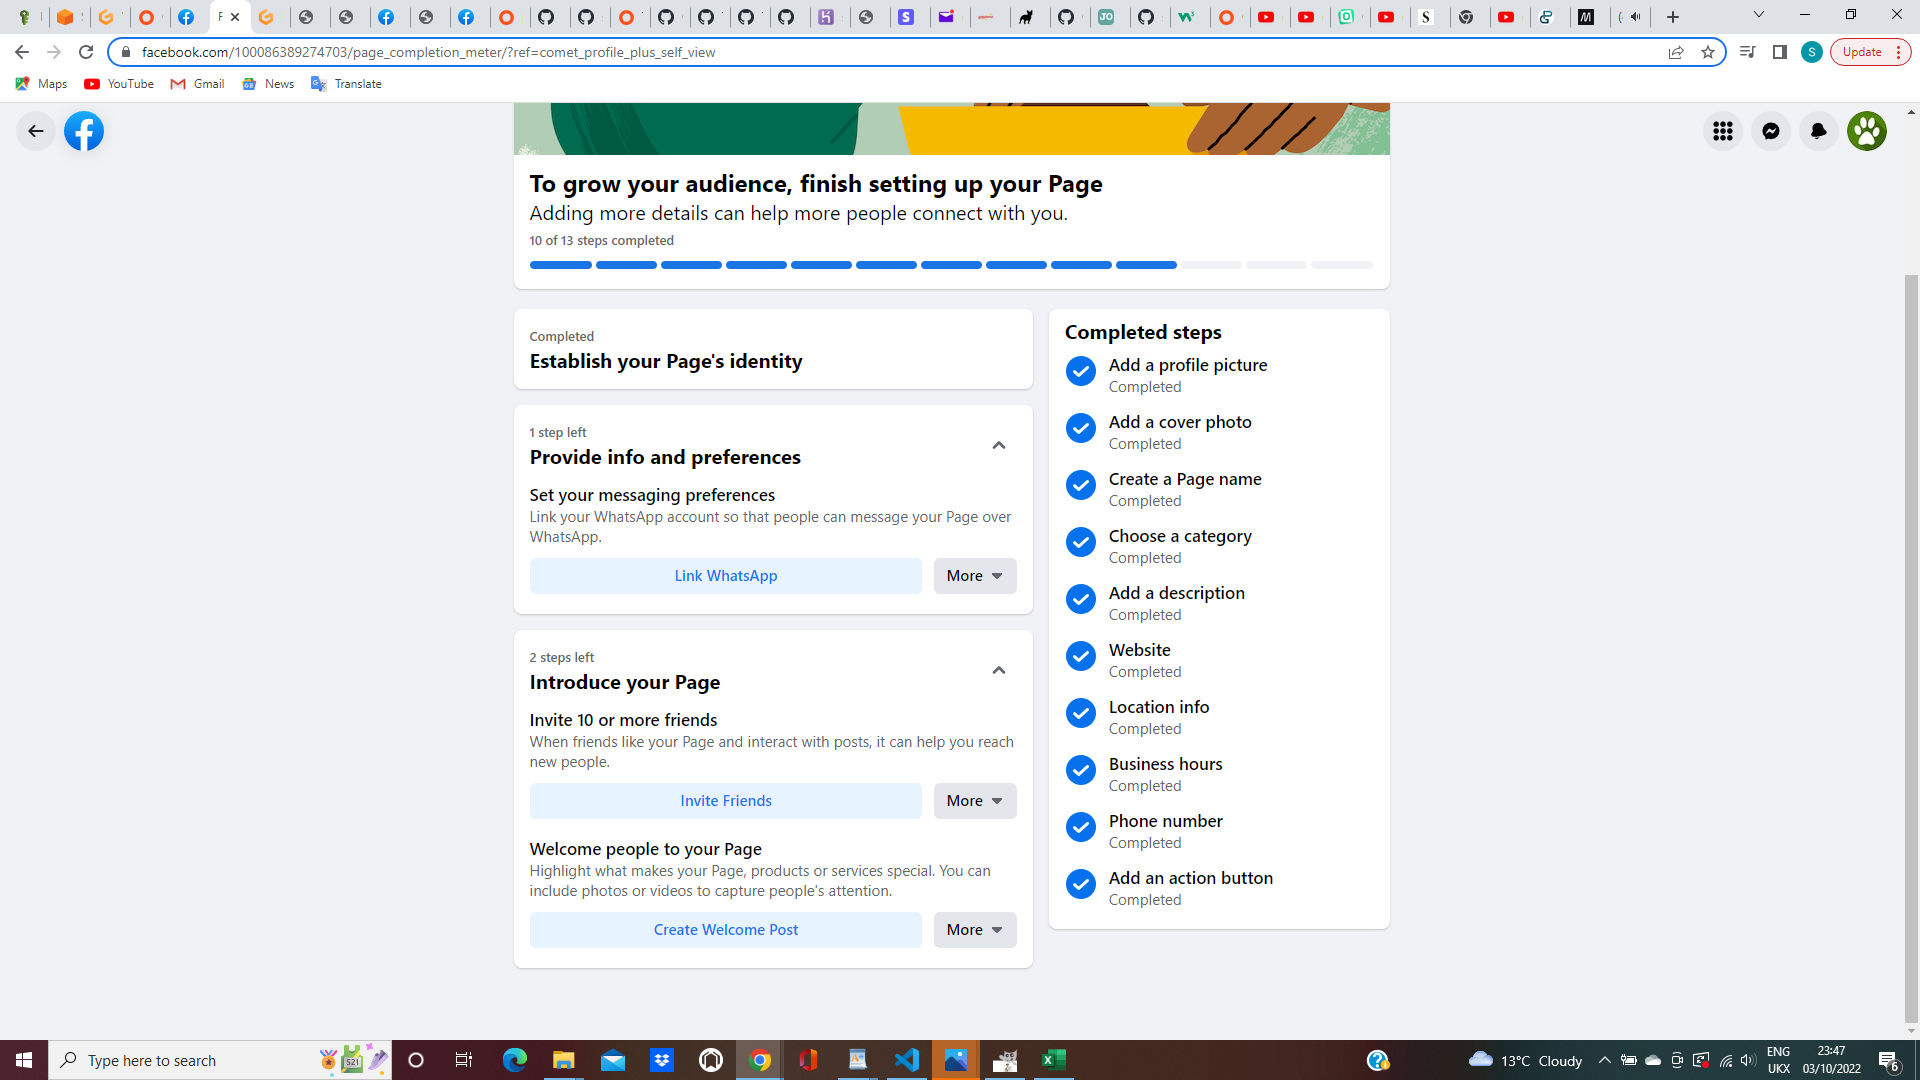 facebook.com/100086389274703/page_completion_meter/?ref=comet_profile_plus_self_view
Update
Maps
YouTube
Gmail
News
Translate
To grow your audience, finish setting up your Page
Adding more details can help more people connect with you.
10 of 13 steps completed
Completed
Establish your Page's identity
1 step left
Provide info and preferences
Set your messaging preferences
Link your WhatsApp account so that people can message your Page over
WhatsApp.
Link WhatsApp
More
2 steps left
Introduce your Page
Invite 10 or more friends
When friends like your Page and interact with posts, it can help you reach
new people.
Invite Friends
More
Welcome people to your Page
Highlight what makes your Page, products or services special. You can
include photos or videos to capture people's attention.
Create Welcome Post
More
Completed steps
Add a profile picture
Completed
Add a cover photo
Completed
Create a Page name
Completed
Choose a category
Completed
Add a description
Completed
Website
Completed
Location info
Completed
Business hours
Completed
Phone number
Completed
Add an action button
Completed
Type here to search
13°C Cloudy
ENG
UKX
23:47
03/10/2022
6